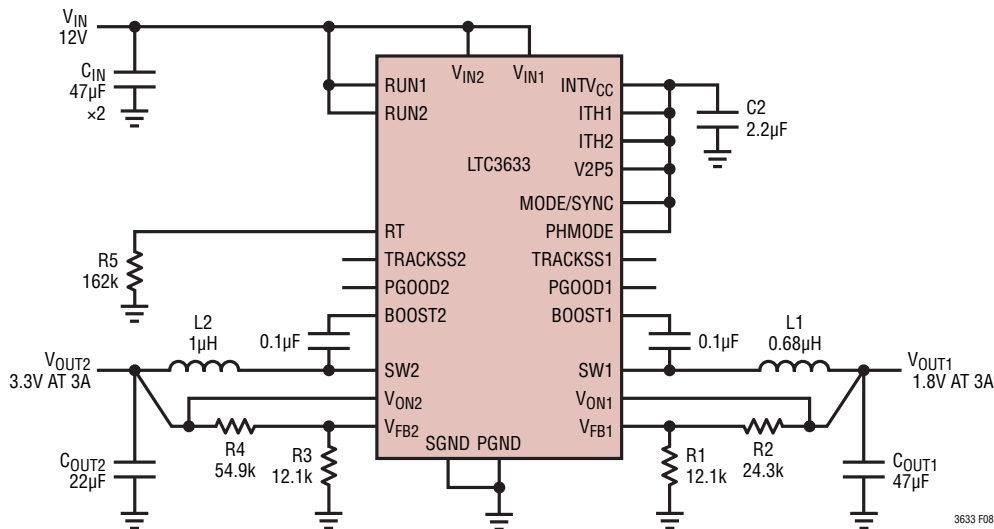 VIN
12V
CIN
47µF
×2
VIN2
VIN1
RUN1
RUN2
INTVCC
ITH1
ITH2
V2P5
MODE/SYNC
PHMODE
C2
2.2µF
LTC3633
RT
R5
162k
TRACKSS2
PGOOD2
BOOST2
TRACKSS1
PGOOD1
BOOST1
L2
1µH
0.1µF
0.1µF
L1
0.68µH
VOUT2
3.3V AT 3A
SW2
VON2
VFB2
SW1
VON1
VFB1
VOUT1
1.8V AT 3A
SGND PGND
COUT2
22µF
R4
54.9k
R3
12.1k
R1
12.1k
R2
24.3k
COUT1
47µF
3633 F08